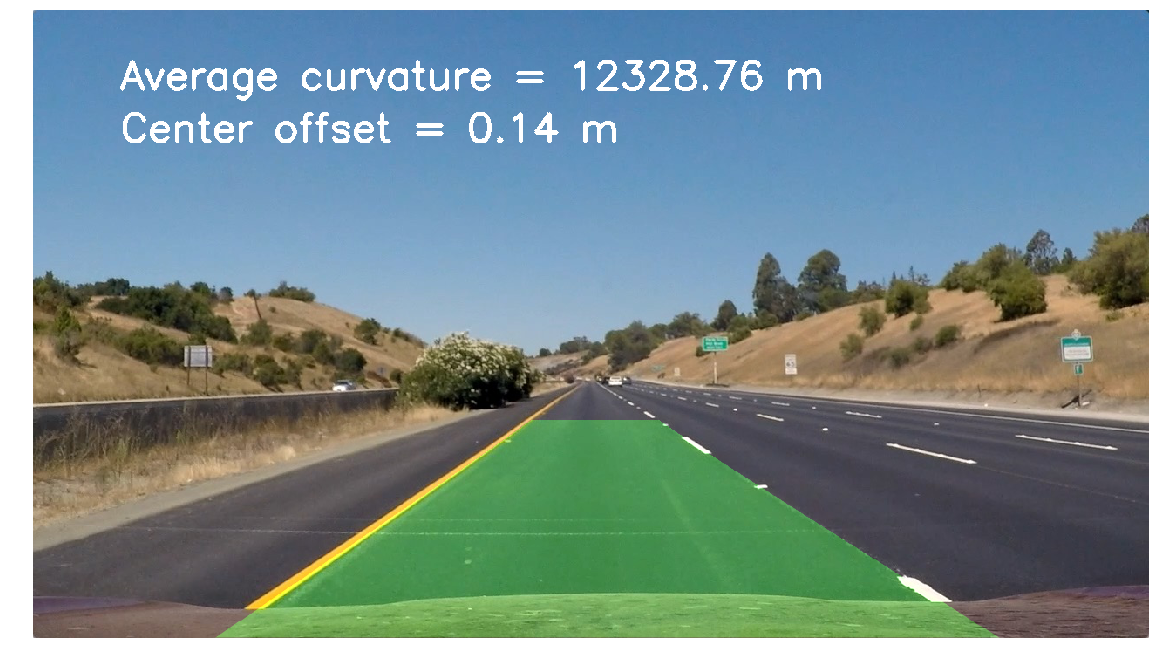 Average curvature = 12328.76 m
Center offset = 0.14 m